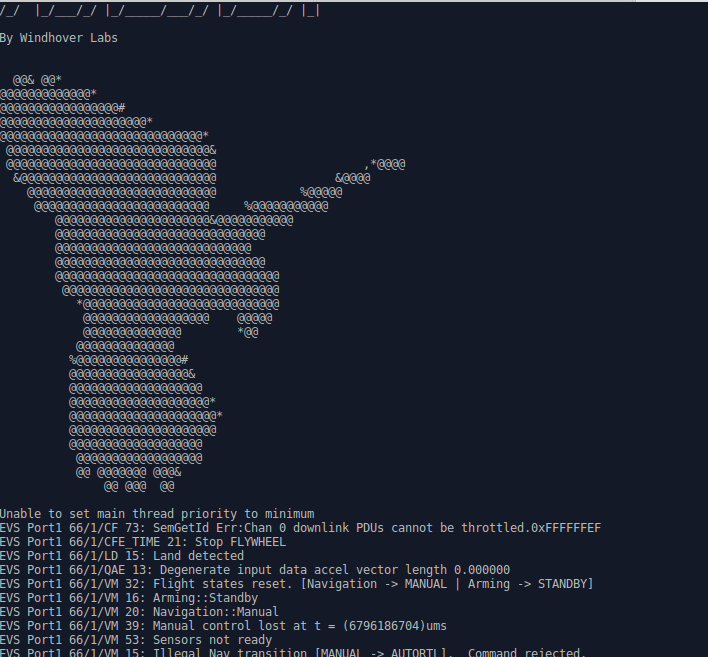 By Windhover Labs
Unable to set main thread priority to minimum
EVS Port1 66/1/CF 73: SemGetId Err:Chan 0 downlink PDUs cannot be throttled.0xFFFFFFEF
EVS Port1 66/1/CFE_TIME 21: Stop FLYWHEEL
EVS Port1 66/1/LD 15: Land detected
EVS Port1 66/1/QAE 13: Degenerate input data accel vector length 0.000000
EVS Port1 66/1/VM 32: Flight states reset. [Navigation -> MANUAL | Arming -> STANDBY]
EVS Port1 66/1/VM 16: Arming::Standby
EVS Port1 66/1/VM 20: Navigation::Manual
EVS Port1 66/1/VM 39: Manual control lost at t = (6796186704)ums
EVS Port1 66/1/VM 53: Sensors not ready
EVS Port1 66/1/VM 15: Illegal Nav transition [MANUAL -> AUTORTL].  Command rejected.